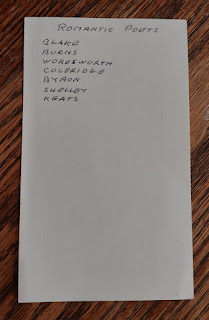 ROMANTIC POETS
BLAKE
BURNS
WORDSWORTH
COLERIDGE
BYRON
SHELLEY
KEATS